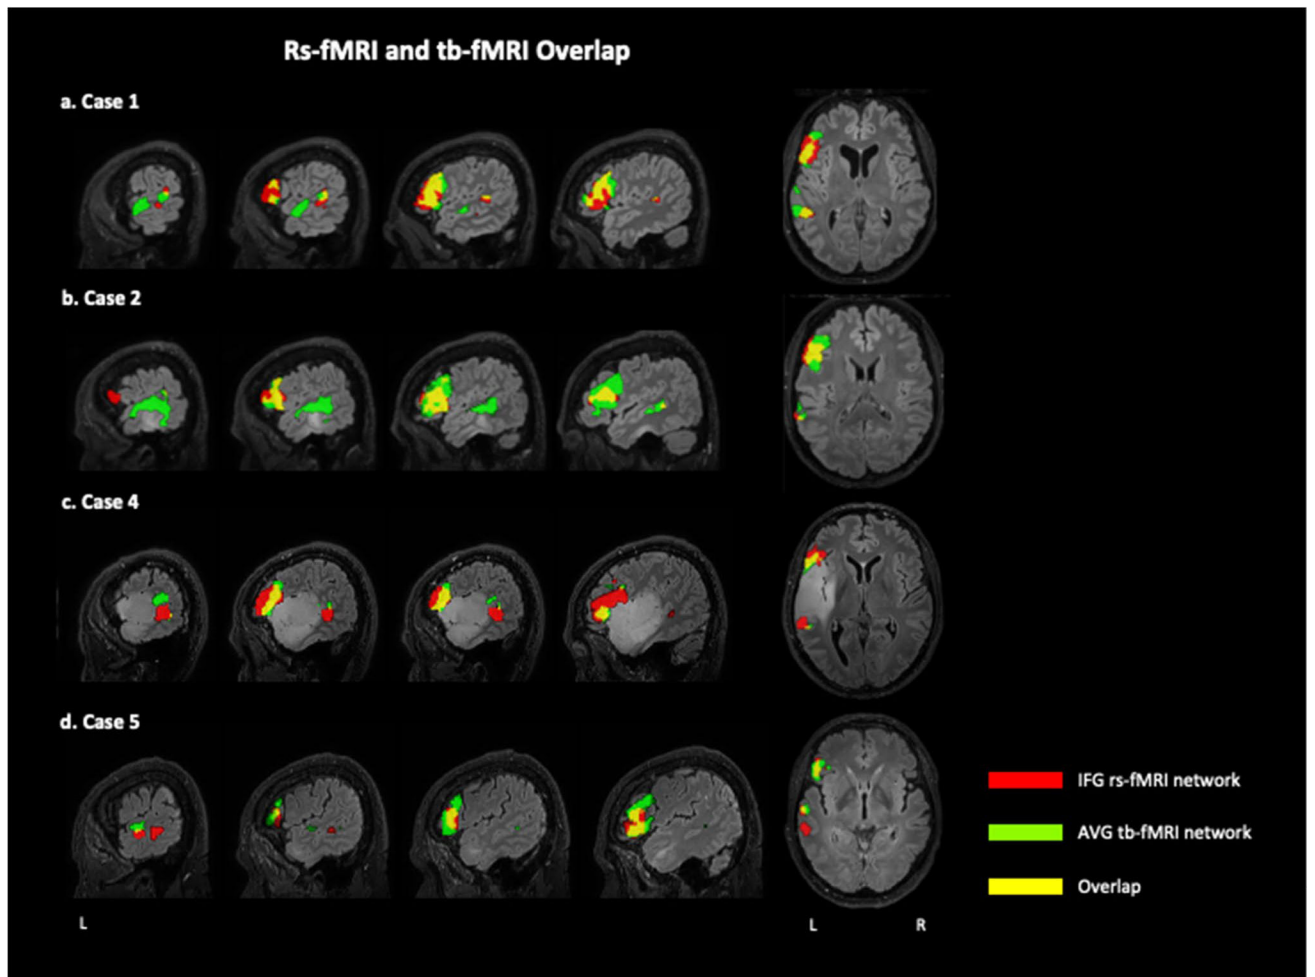 Rs-fMRI and tb-fMRI Overlap
a. Case 1
b. Case 2
c. Case 4
d. Case 5
IFG rs-fMRI network
AVG tb-fMRI network
Overlap
L
L R